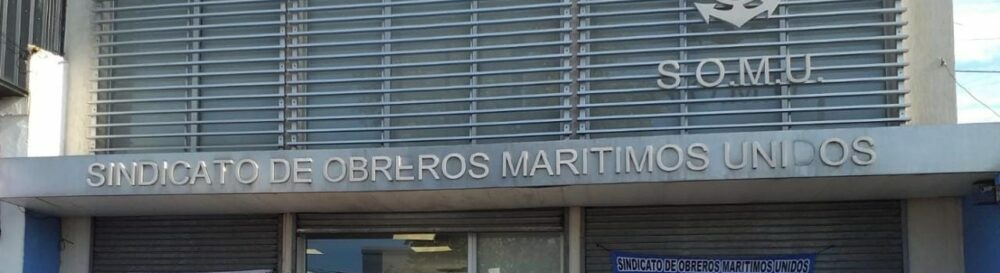 S.O.M.U.
SINDICATO DE OBREROS MARITIMOS UNIDOS
SINDICATO DE OBREROS MARITIMOS UNIDOS